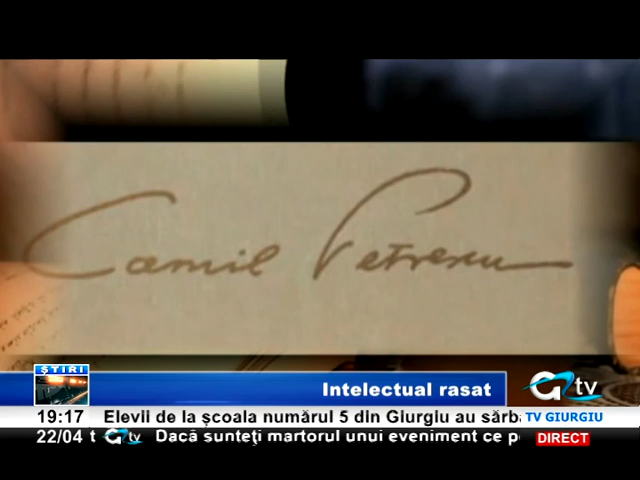 Camil Petrescu
ŞTIRI
Intelectual rasat
G tv
19:17 Elevii de la şcoala numărul 5 din Giurgiu au sărb
TV GIURGIU
22/04 t G tv Dacă sunteţi martorul unui eveniment ce p
DIRECT